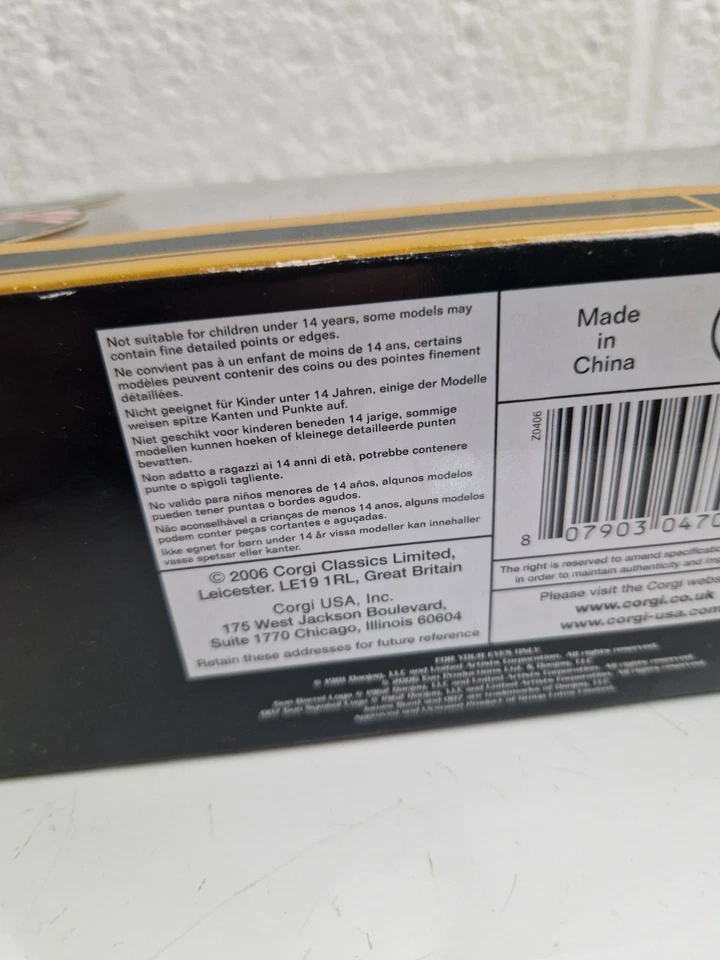 Not suitable for children under 14 years, some models may
contain fine detailed points or edges.
Ne convient pas à un enfant de moins de 14 ans, certains
modèles peuvent contenir des coins ou des pointes finement
détaillées.
Nicht geeignet für Kinder unter 14 Jahren, einige der Modelle
weisen spitze Kanten und Punkte auf.
Niet geschikt voor kinderen beneden 14 jarige, sommige
modellen kunnen hoeken of kleinege detailleerde punten
bevatten.
Non adatto a ragazzi ai 14 anni di età, potrebbe contenere
punte o spigoli tagliente.
No valido para niños menores de 14 años, alqunos modelos
pueden tener puntas o bordes agudos.
Não aconselhável a crianças de menos 14 anos, alguns modelos
podem conter peças cortantes e aguçadas.
Ikke egnet for børn under 14 år vissa modeller kan innehaller
vassa spetsar eller kanter.
© 2006 Corgi Classics Limited,
Leicester. LE19 1RL, Great Britain
Corgi USA, Inc.
175 West Jackson Boulevard,
Suite 1770 Chicago, Illinois 60604
Retain these addresses for future reference
Made
in
China
Z0406
8 07903 0470
The right is reserved to amend
in order to maintain authenticity and
Please visit the Corgi
www.corgi.co.uk
www.corgi-usa.com
FOR YOUR EYES ONLY